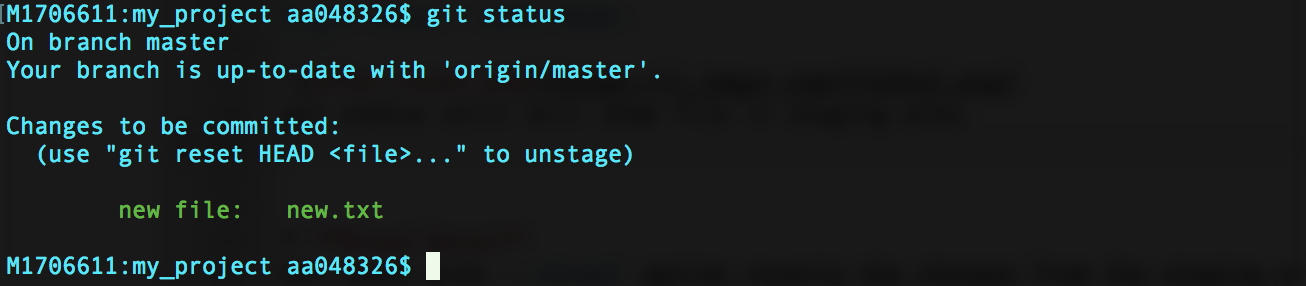 [M1706611:my_project aa048326$ git status
On branch master
Your branch is up-to-date with 'origin/master'.
Changes to be committed:
(use "git reset HEAD <file>..." to unstage)
new file: new.txt
M1706611:my_project aa048326$